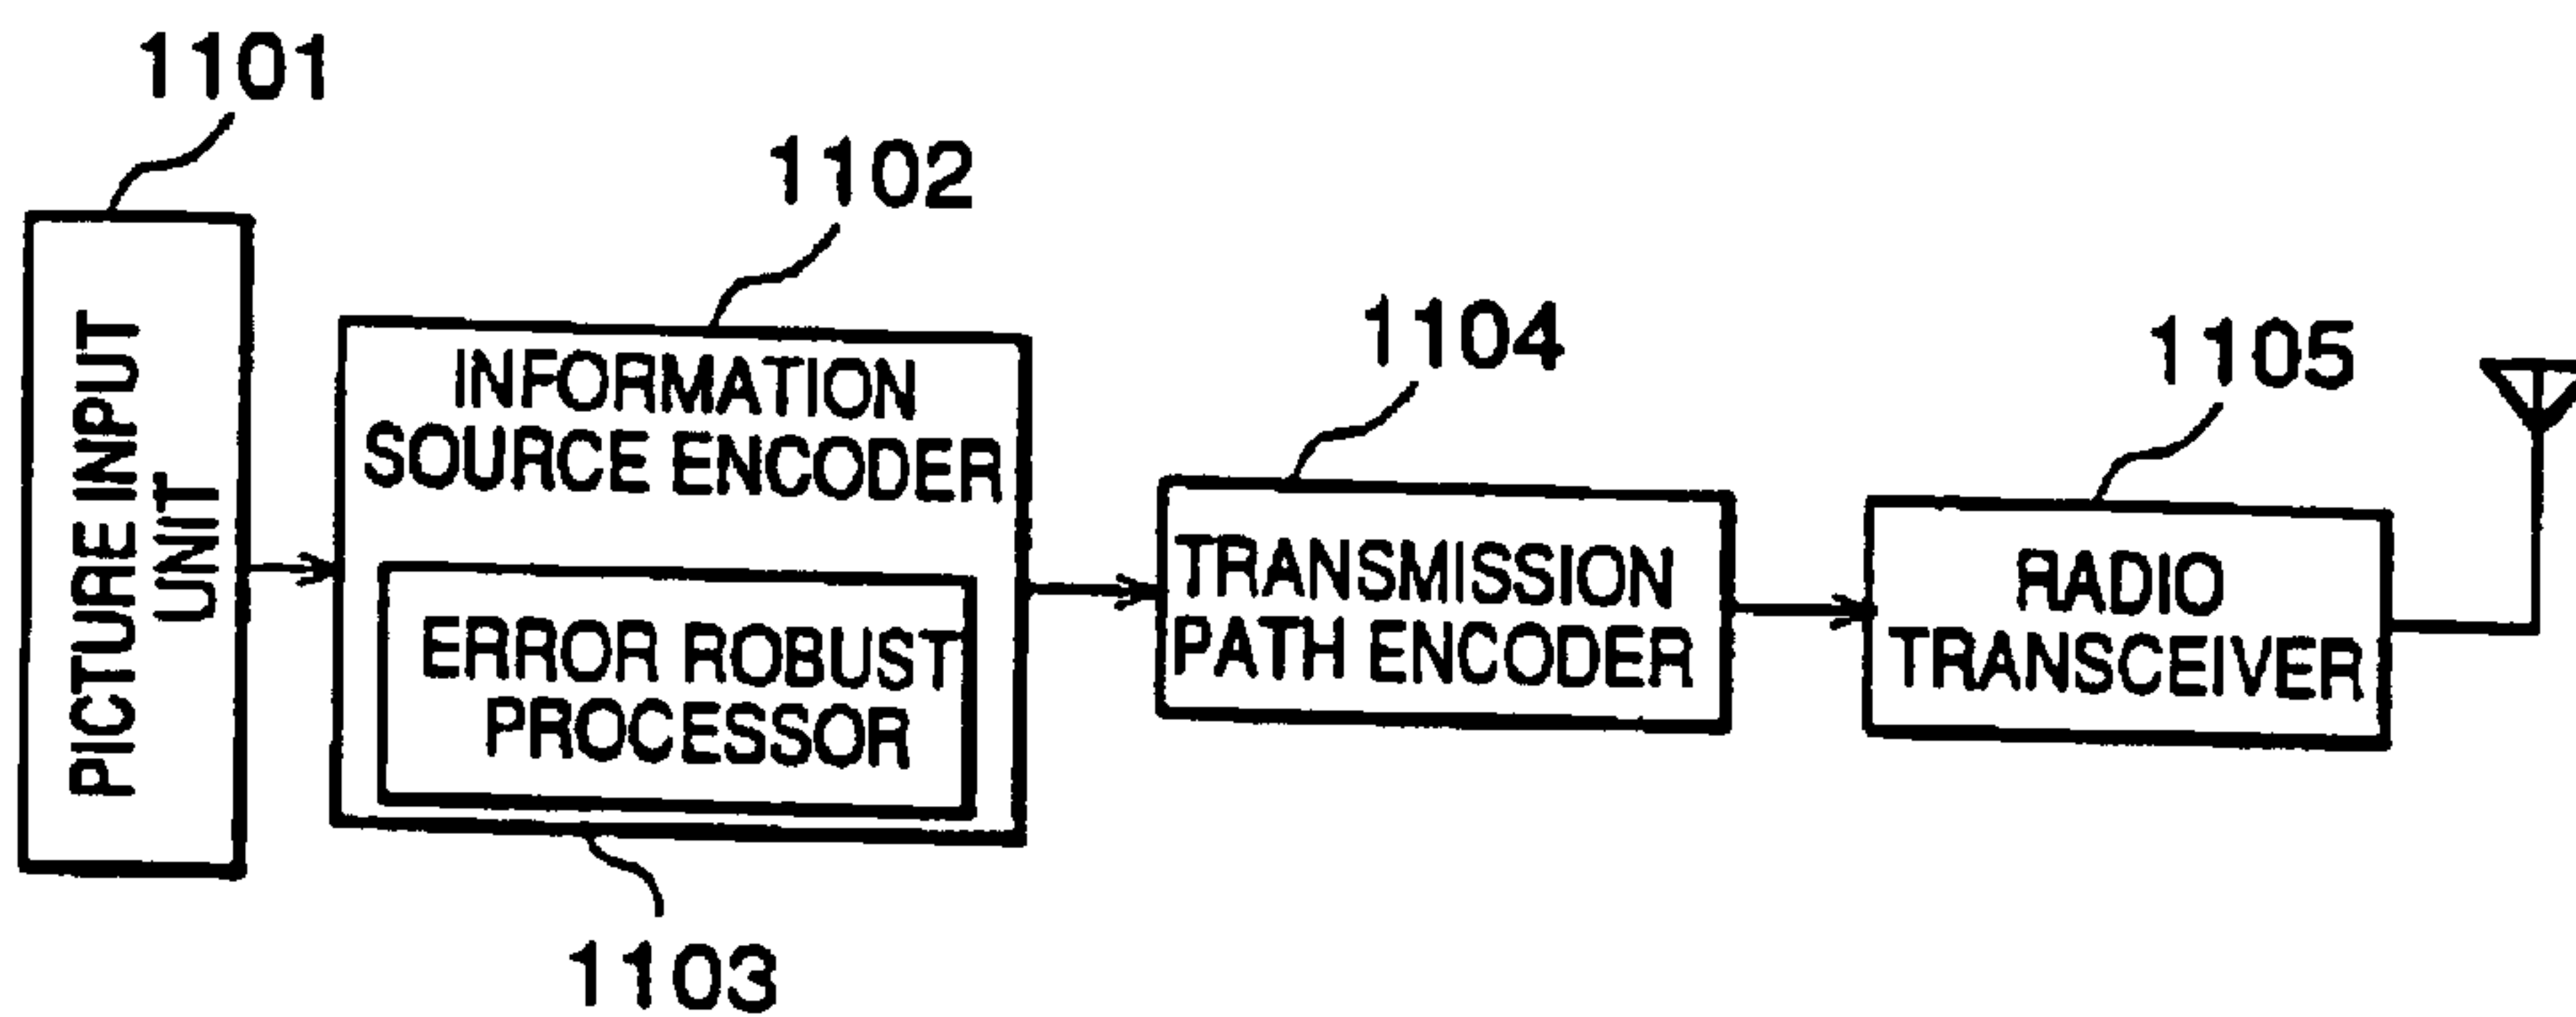 1101
PICTURE INPUT
UNIT
1102
INFORMATION
SOURCE ENCODER
ERROR ROBUST
PROCESSOR
1103
1104
TRANSMISSION
PATH ENCODER
1105
RADIO
TRANSCEIVER